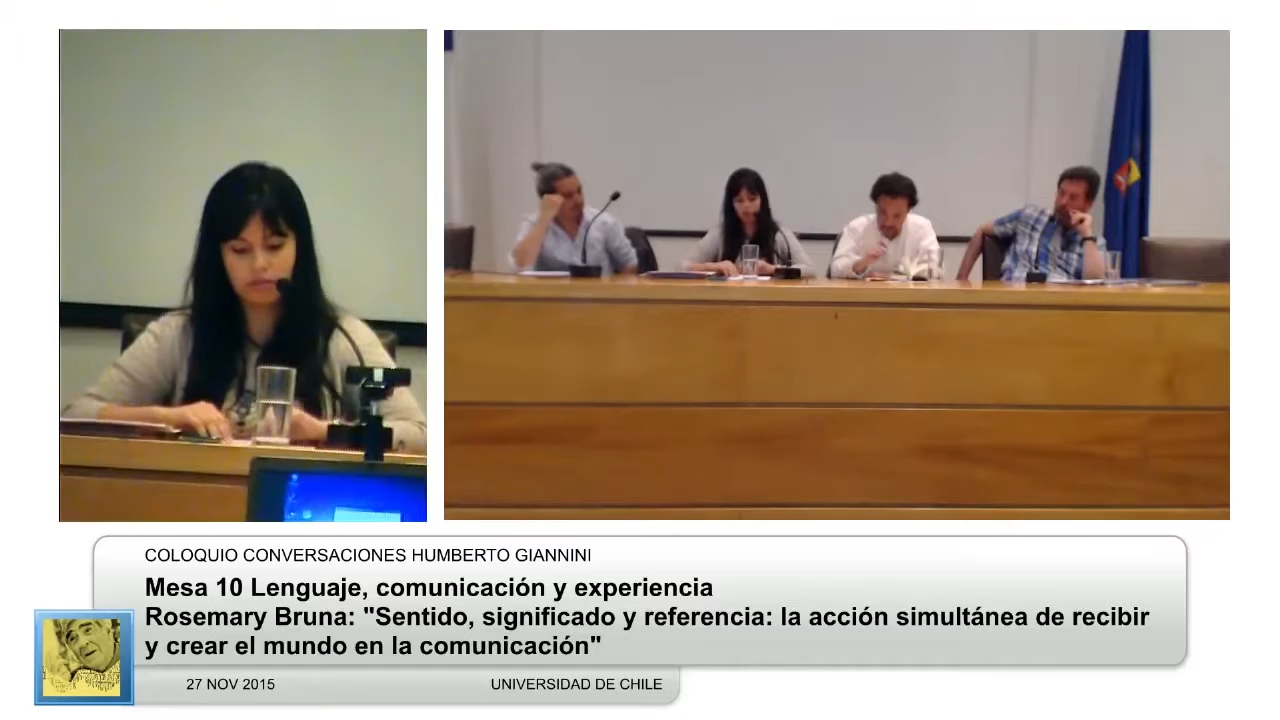 COLOQUIO CONVERSACIONES HUMBERTO GIANNINI
Mesa 10 Lenguaje, comunicación y experiencia
Rosemary Bruna: "Sentido, significado y referencia: la acción simultánea de recibir
y crear el mundo en la comunicación"
27 NOV 2015
UNIVERSIDAD DE CHILE